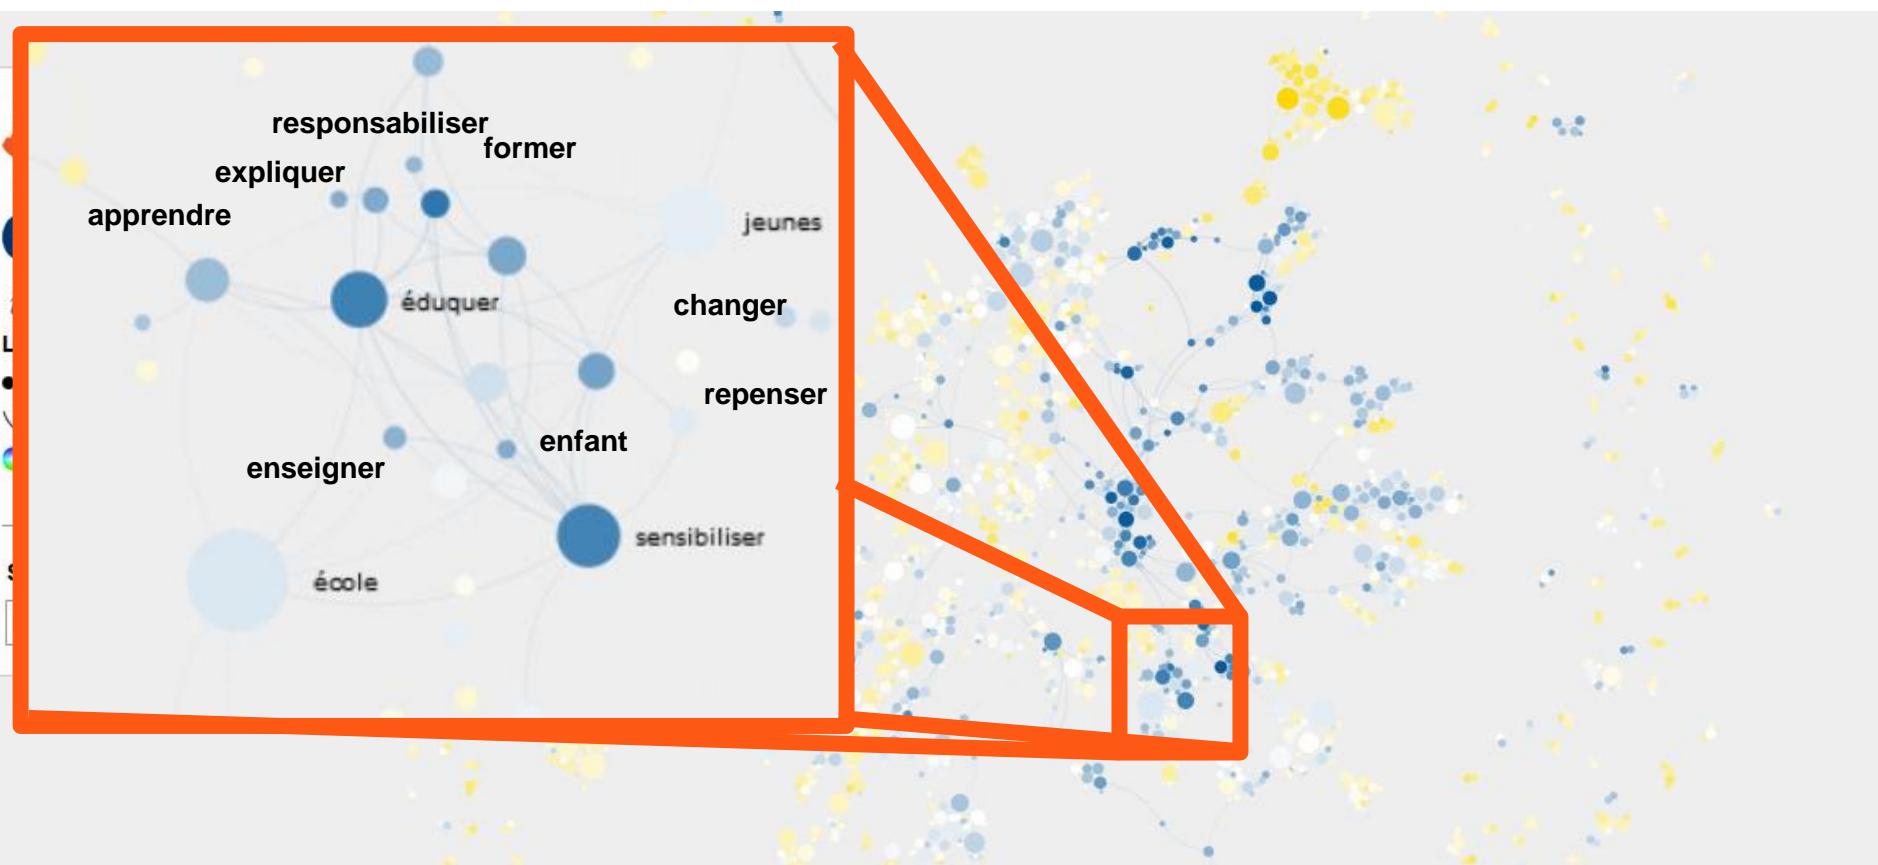 responsabiliser
former
expliquer
apprendre
jeunes
éduquer
changer
repenser
enfant
enseigner
sensibiliser
école
L